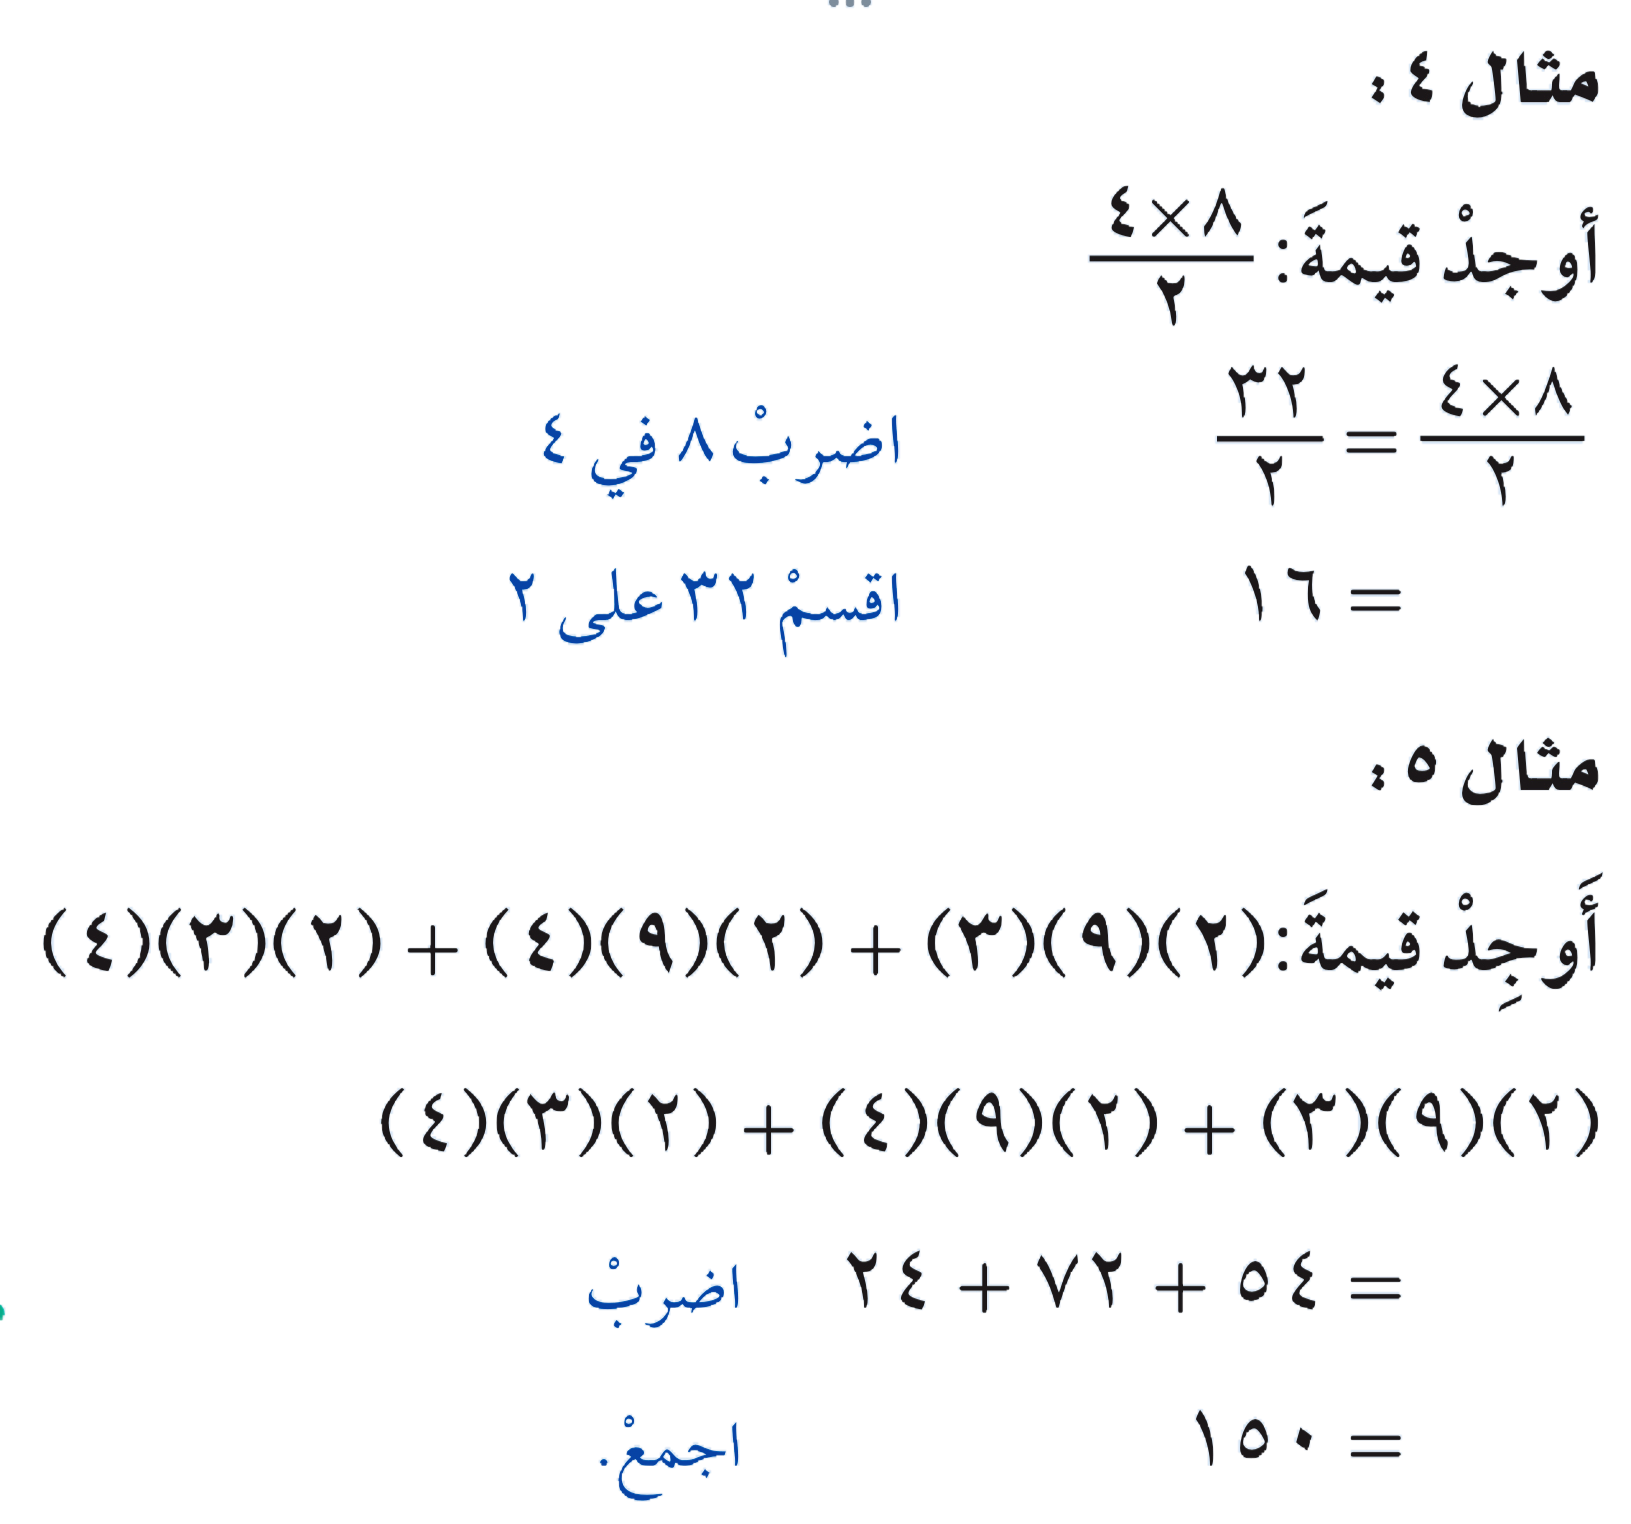 مثال ٤ :
أوجدْ قيمةَ: ٨×٤ / ٢
٨×٤ / ٢ = ٣٢ / ٢ اضربْ ٨ في ٤
= ١٦ اقسمْ ٣٢ على ٢
مثال ٥ :
أَوجِدْ قيمةَ: (٢)(٩)(٣) + (٢)(٩)(٤) + (٢)(٣)(٤)
(٢)(٩)(٣) + (٢)(٩)(٤) + (٢)(٣)(٤)
= ٥٤ + ٧٢ + ٢٤ اضربْ
= ١٥٠ اجمعْ.